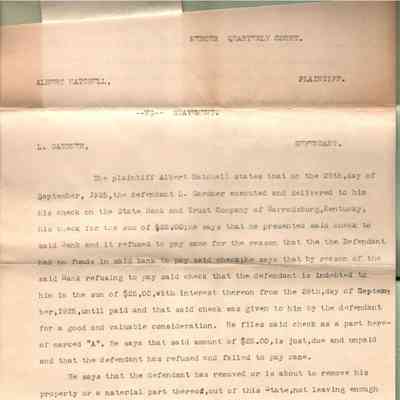 MERCER QUARTERLY COURT.
ALBERT HATCHELL, PLAINTIFF.
--VS-- STATEMENT.
L. GARDNER, DEFENDANT.
The plaintiff Albert Hatchell states that on the 28th,day of
September, 1925,the defendant L. Gardner executed and delivered to him
his check on the State Bank and Trust Company of Harrodsburg,Kentucky,
his check for the sum of $25.00;he says that he presented said check to
said Bank and it refused to pay same for the reason that the the Defendant
had no funds in said bank to pay said check;he says that by reason of the
said Bank refusing to pay said check that the defendant is indebted to
him in the sum of $25.00,with interest thereon from the 28th,day of Septem
ber,1925,until paid and that said check was given to him by the defendant
for a good and valuable consideration. He files said check as a part here-
of marked "A". He says that said amount of $25.00,is just,due and unpaid
and that the defendant has refused and failed to pay same.
He says that the defendant has removed or is about to remove his
property or a material part thereof,out of this State,not leaving enough